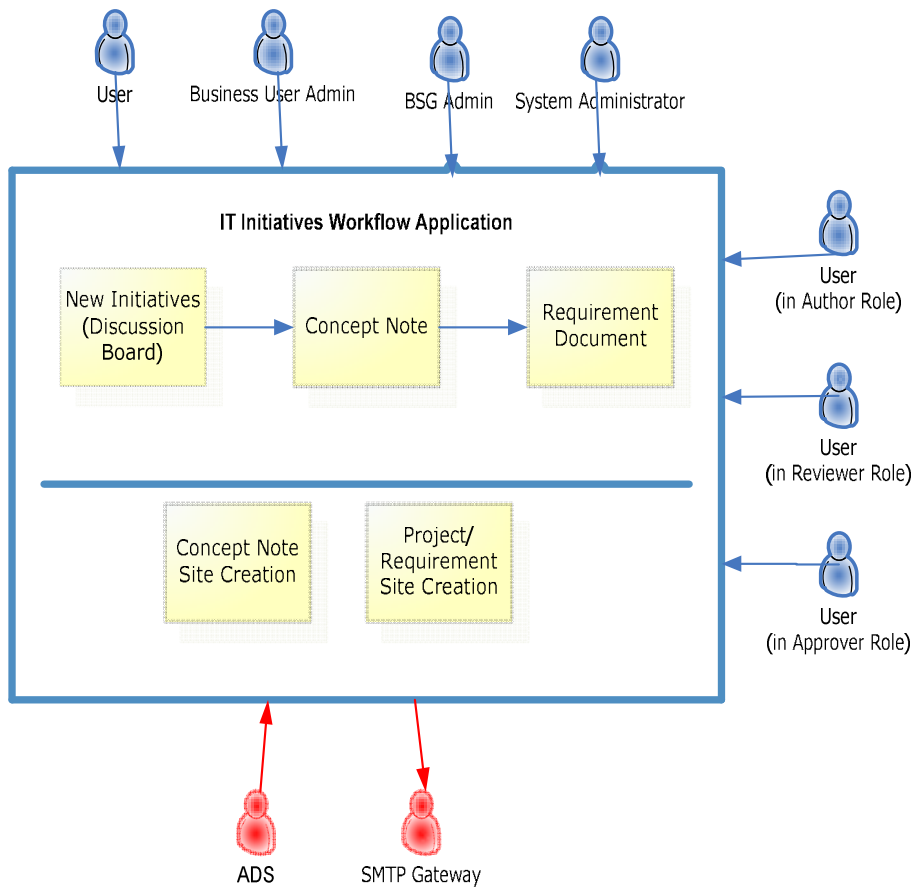 User
Business User Admin
BSG Admin
System Administrator
IT Initiatives Workflow Application
New Initiatives
(Discussion
Board)
Concept Note
Requirement
Document
User
(in Author Role)
User
(in Reviewer Role)
Concept Note
Site Creation
Project/
Requirement
Site Creation
User
(in Approver Role)
ADS
SMTP Gateway